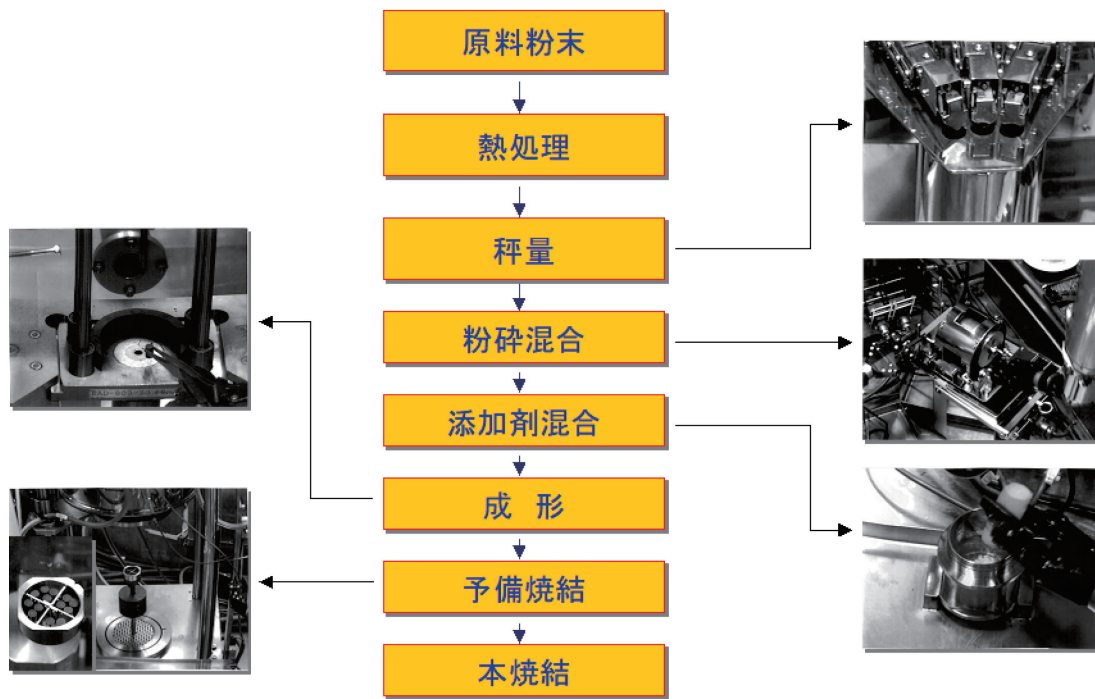 原料粉末
熱処理
秤量
粉砕混合
添加剤混合
成 形
予備焼結
本焼結